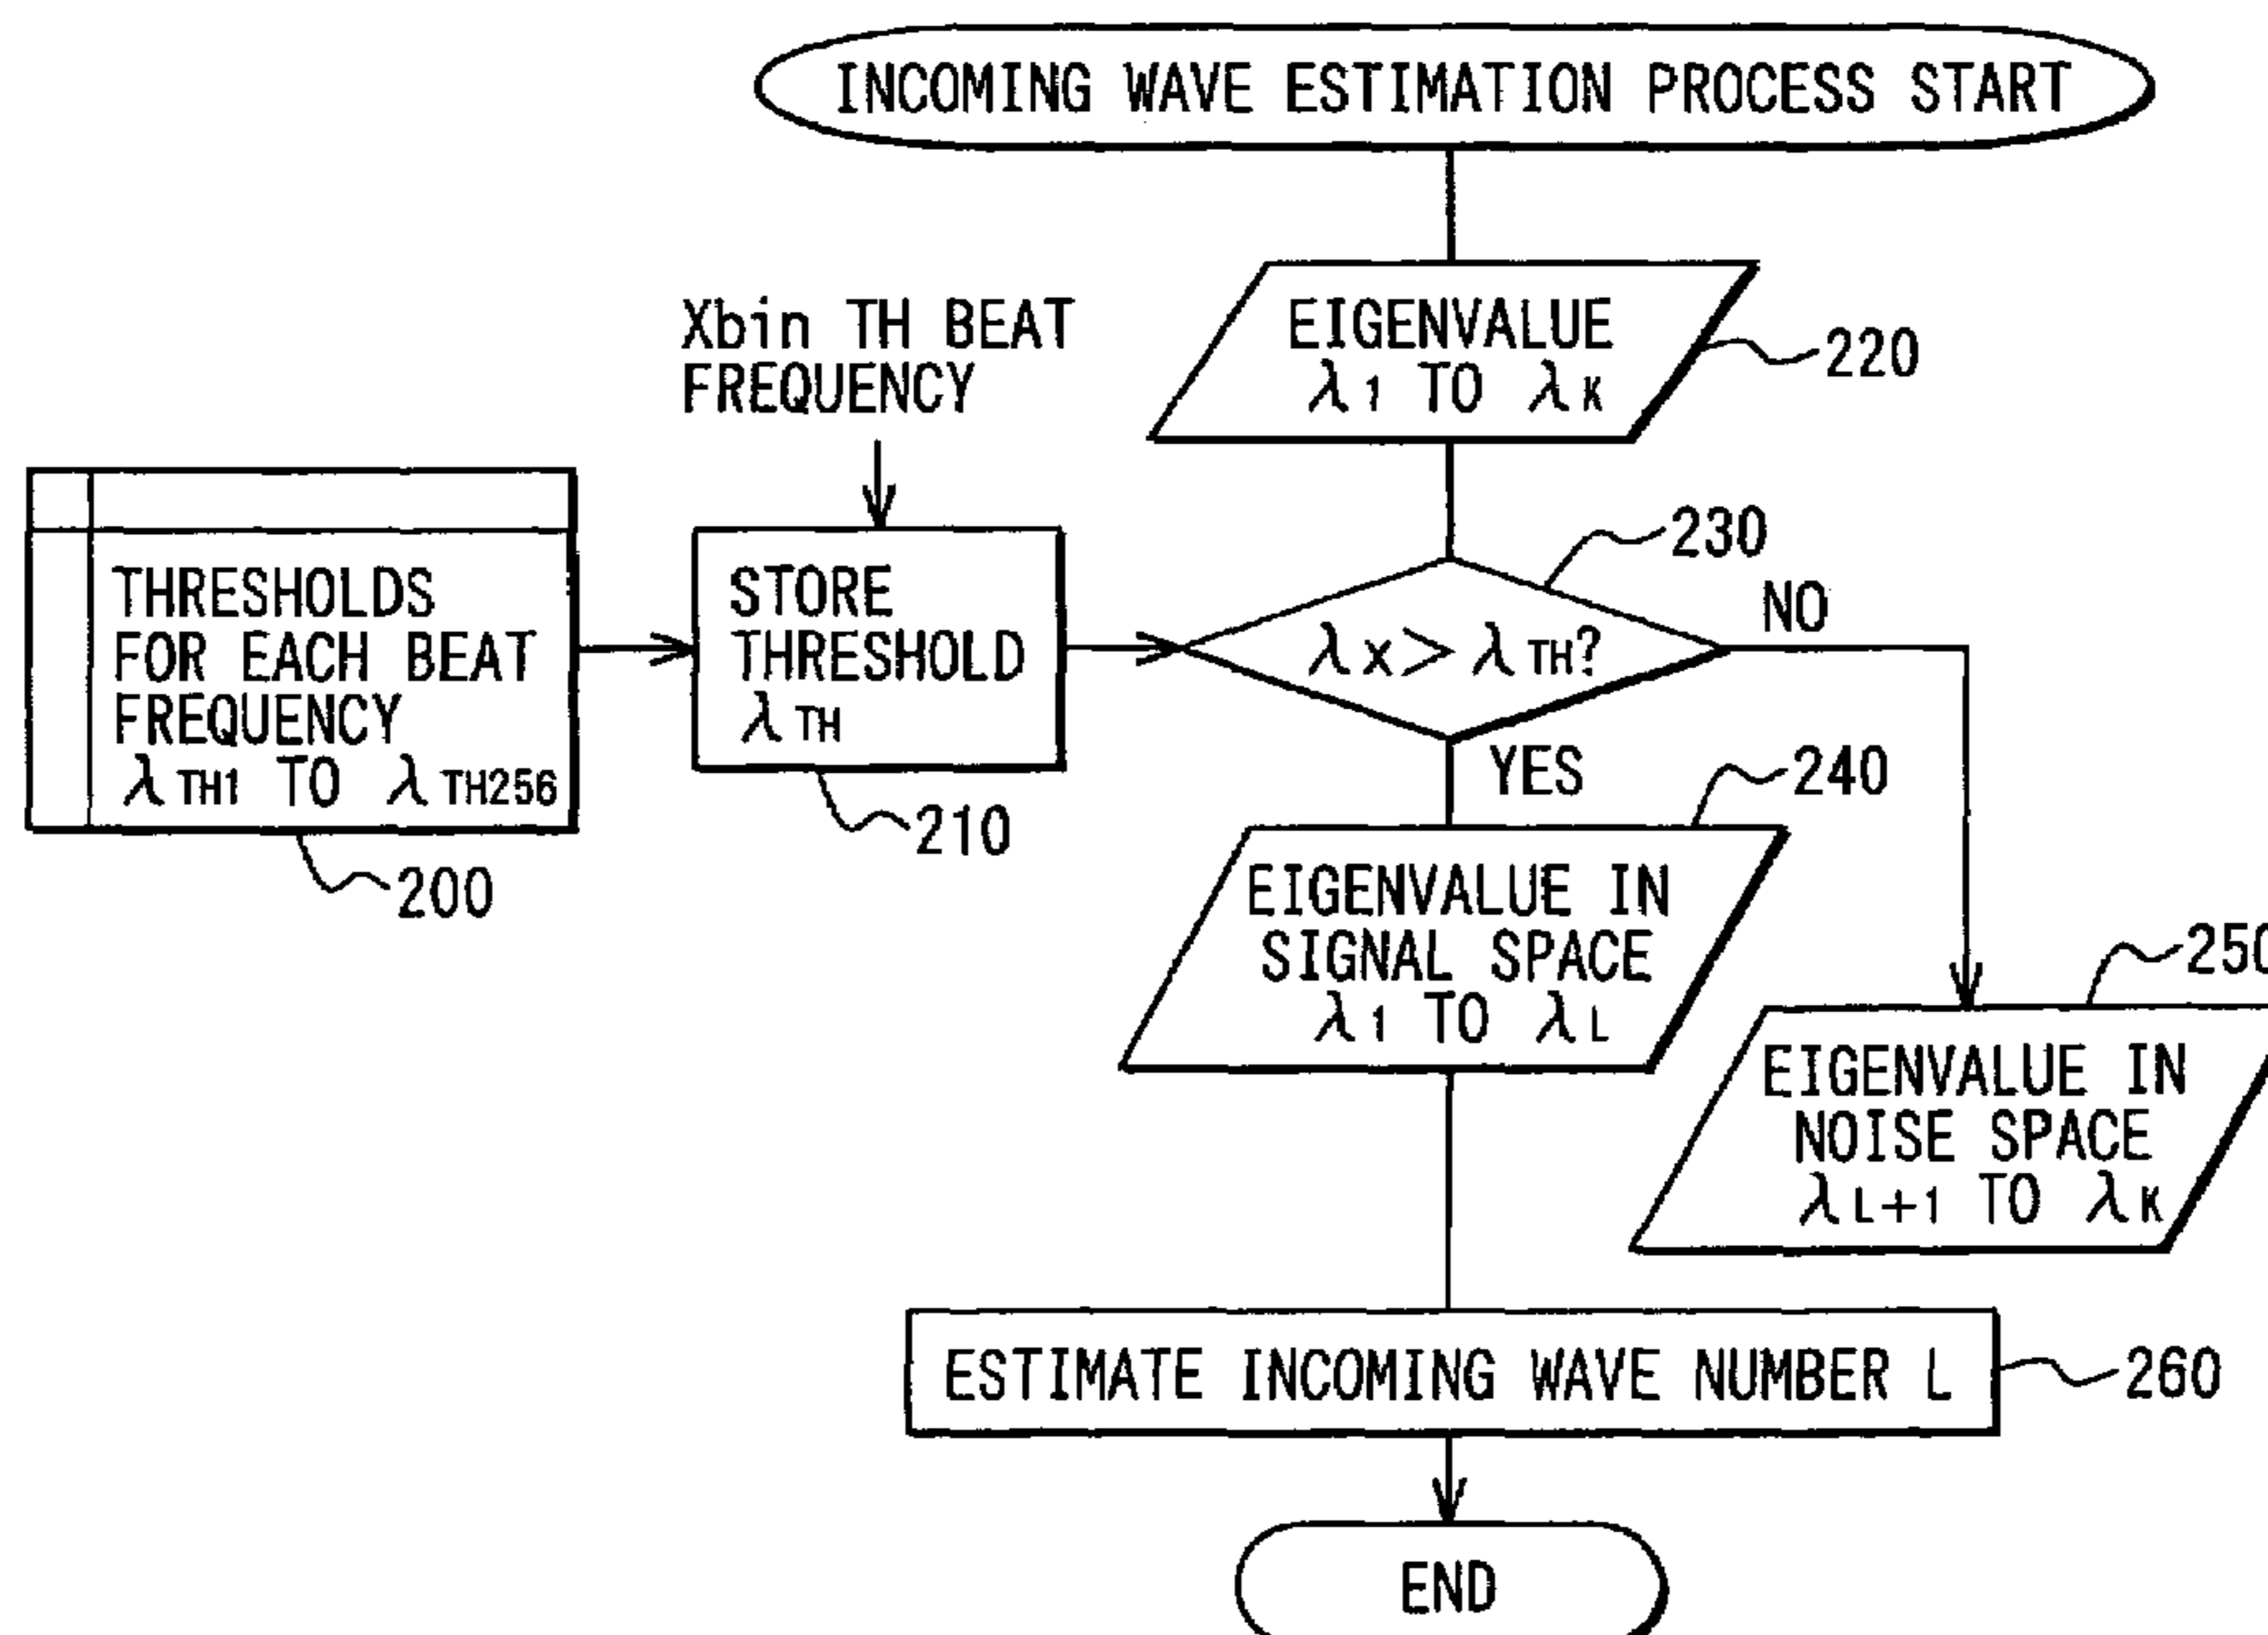 INCOMING WAVE ESTIMATION PROCESS START
EIGENVALUE
λ1 TO λK
220
Xbin TH BEAT
FREQUENCY
THRESHOLDS
FOR EACH BEAT
FREQUENCY
λTH1 TO λTH256
200
STORE
THRESHOLD
λTH
210
230
λX > λTH?
NO
YES
240
EIGENVALUE IN
SIGNAL SPACE
λ1 TO λL
250
EIGENVALUE IN
NOISE SPACE
λL+1 TO λK
ESTIMATE INCOMING WAVE NUMBER L
260
END